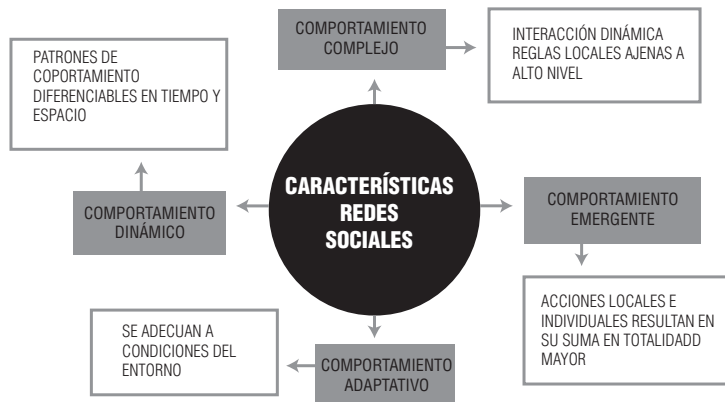 COMPORTAMIENTO
COMPLEJO
INTERACCIÓN DINÁMICA
REGLAS LOCALES AJENAS A
ALTO NIVEL
PATRONES DE
COPORTAMIENTO
DIFERENCIABLES EN TIEMPO Y
ESPACIO
CARACTERÍSTÍCAS
REDES
SOCIALES
COMPORTAMIENTO
DINÁMICO
COMPORTAMIENTO
EMERGENTE
ACCIONES LOCALES E
INDIVIDUALES RESULTAN EN
SU SUMA EN TOTALIDADD
MAYOR
SE ADECUAN A
CONDICIONES DEL
ENTORNO
COMPORTAMIENTO
ADAPTATIVO